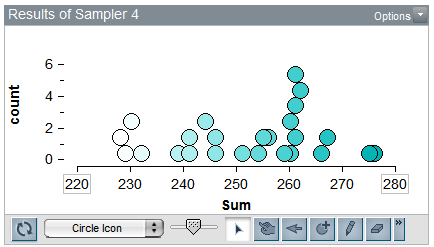 Results of Sampler 4
Options
6
4
2
0
count
220 230 240 250 260 270 280
Sum
Circle Icon
»